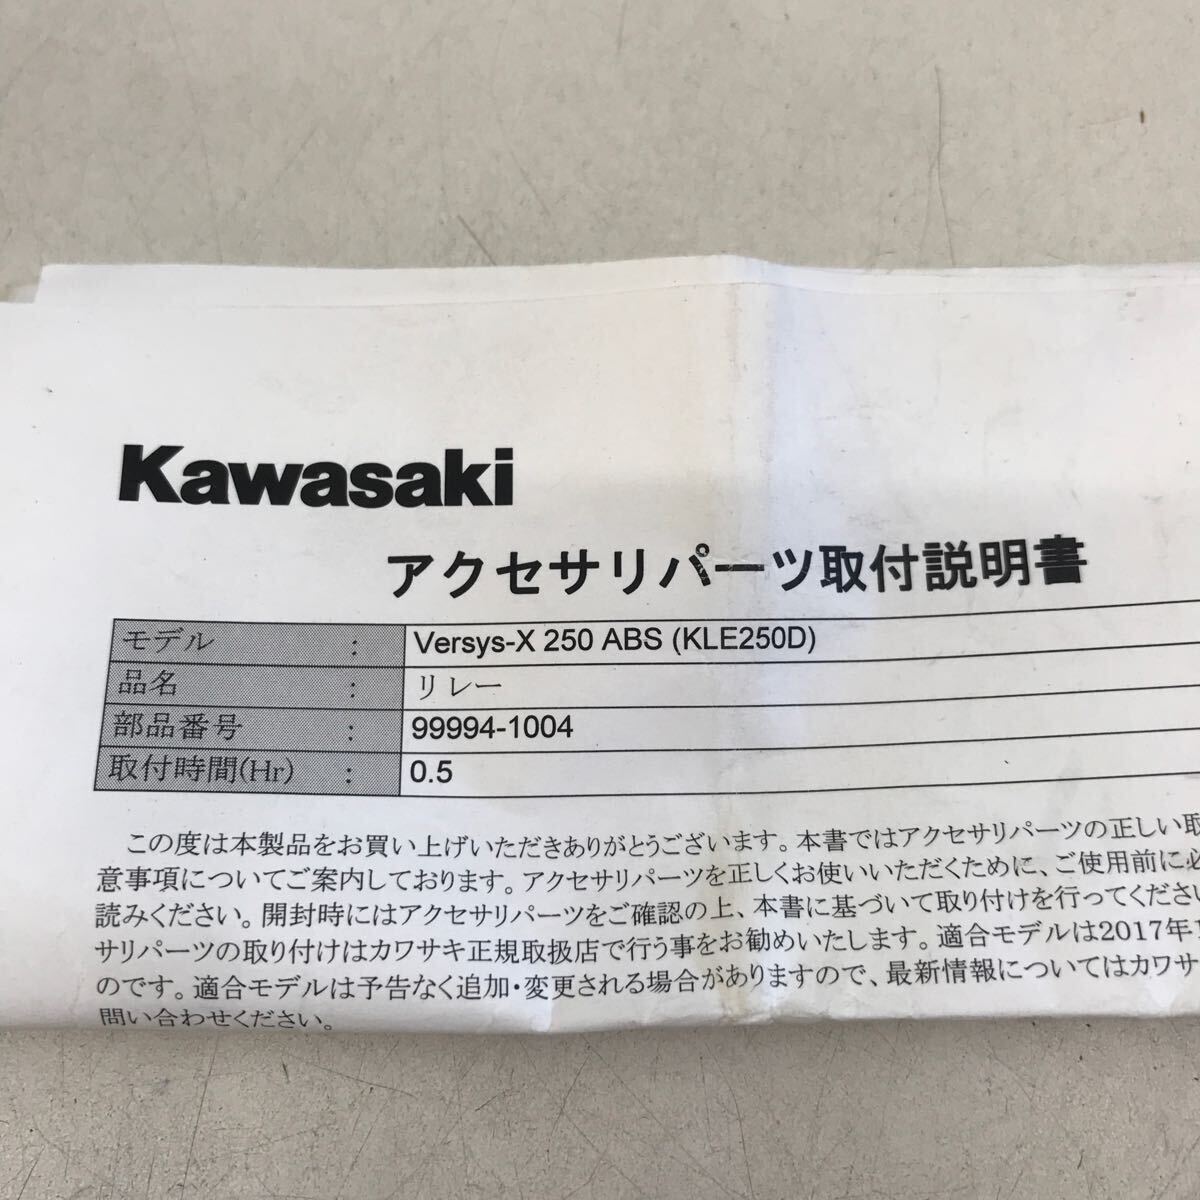 Kawasaki
アクセサリパーツ取付説明書
モデル : Versys-X 250 ABS (KLE250D)
品名 : リレー
部品番号 : 99994-1004
取付時間(Hr) : 0.5
この度は本製品をお買い上げいただきありがとうございます。本書ではアクセサリパーツの正しい取
意事項についてご案内しております。アクセサリパーツを正しくお使いいただくために、ご使用前に必
読みください。開封時にはアクセサリパーツをご確認の上、本書に基づいて取り付けを行ってください
サリパーツの取り付けはカワサキ正規取扱店で行う事をお勧めいたします。適合モデルは2017年1
のです。適合モデルは予告なく追加・変更される場合がありますので、最新情報についてはカワサ
問い合わせください。